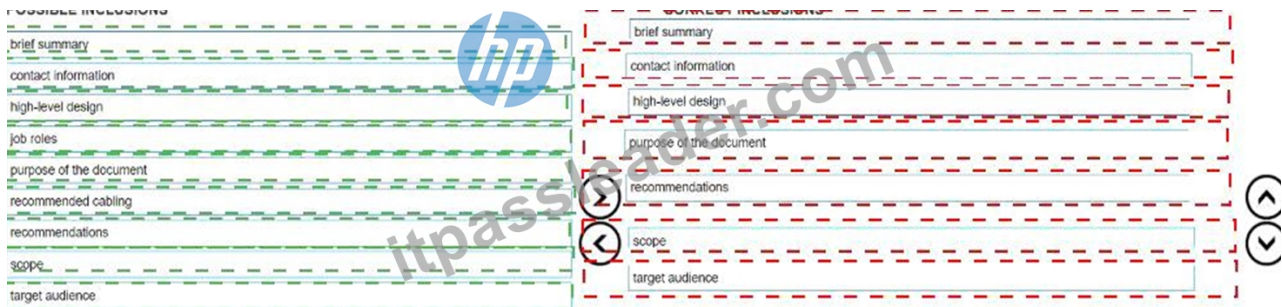 POSSIBLE INCLUSIONS
brief summary
contact information
high-level design
job roles
purpose of the document
recommended cabling
recommendations
scope
target audience
CORRECT INCLUSIONS
brief summary
contact information
high-level design
purpose of the document
recommendations
scope
target audience
hp
itpassleader.com